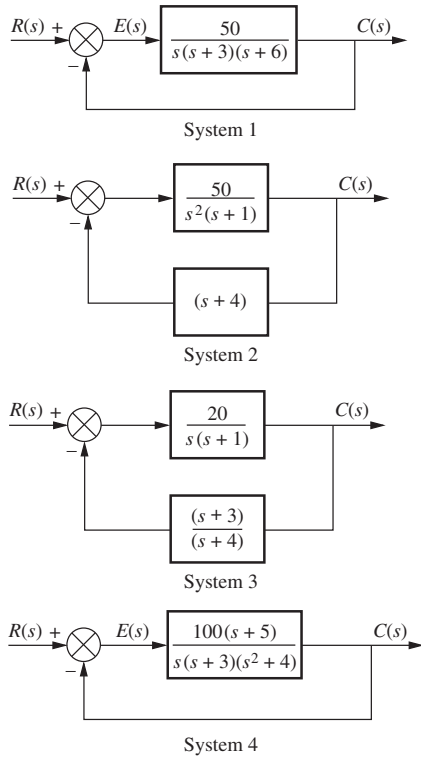 R(s) + E(s) 50 C(s)
s(s + 3)(s + 6)
−
System 1
R(s) + 50 C(s)
s²(s + 1)
−
(s + 4)
System 2
R(s) + 20 C(s)
s(s + 1)
−
(s + 3)
(s + 4)
System 3
R(s) + E(s) 100(s + 5) C(s)
s(s + 3)(s² + 4)
−
System 4